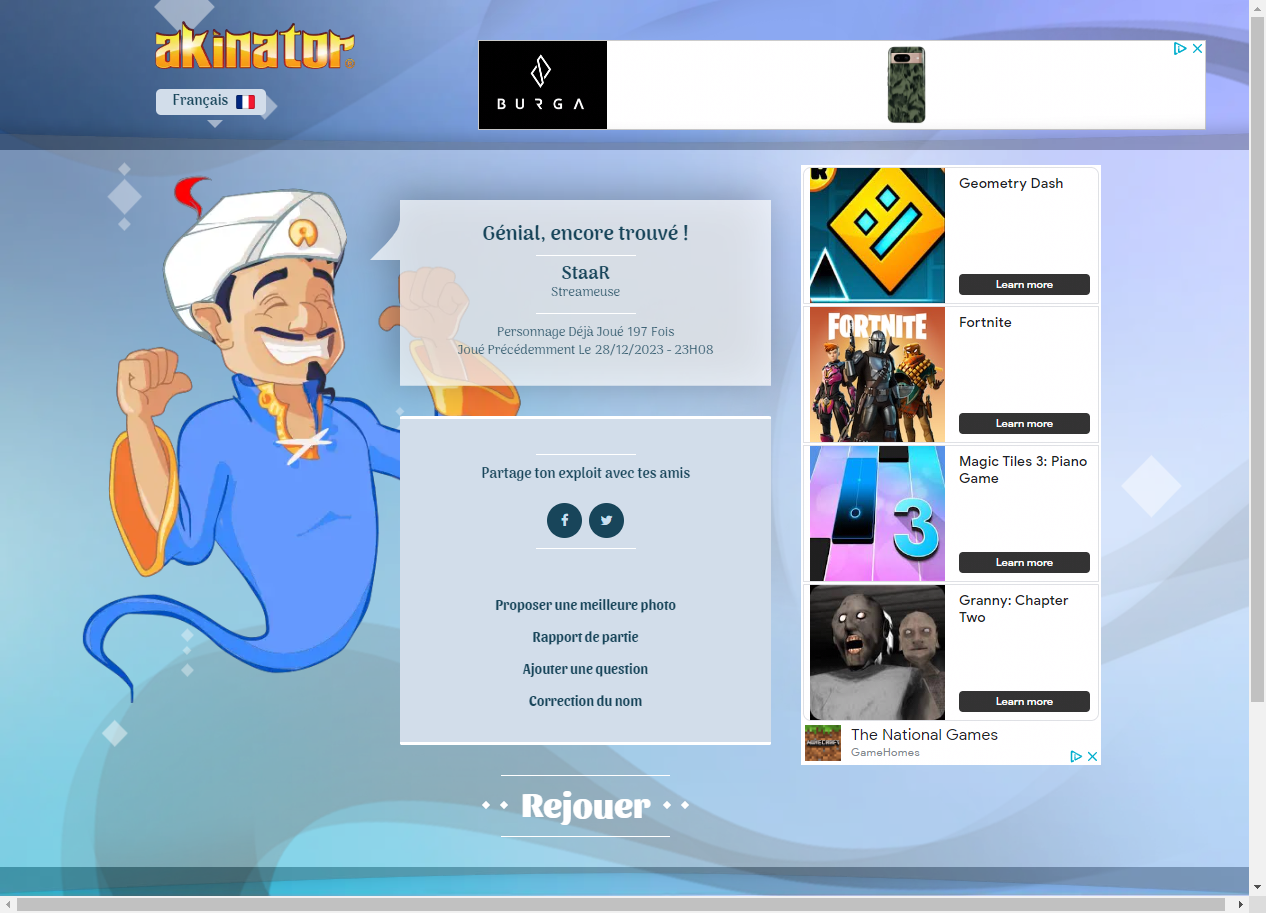 akinator
Français
BURGA
Génial, encore trouvé !
StaaR
Streameuse
Personnage Déjà Joué 197 Fois
Joué Précédemment Le 28/12/2023 - 23H08
Partage ton exploit avec tes amis
Proposer une meilleure photo
Rapport de partie
Ajouter une question
Correction du nom
Rejouer
R
Geometry Dash
Learn more
FORTNITE
Fortnite
Learn more
3
Magic Tiles 3: Piano
Game
Learn more
Granny: Chapter
Two
Learn more
MINECRAFT
The National Games
GameHomes